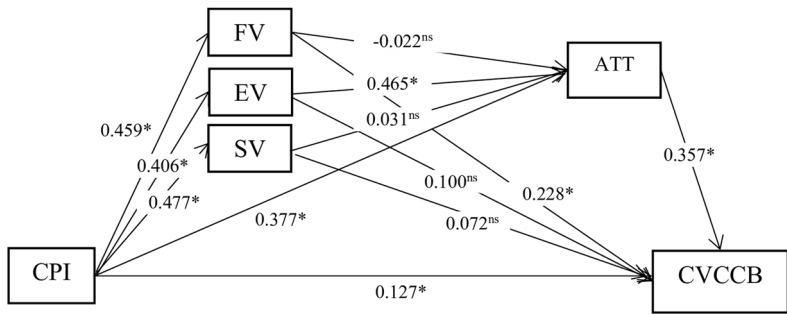 FV
-0.022ns
ATT
EV
0.465*
0.031ns
0.459*
SV
0.406*
0.357*
0.477*
0.100ns
0.228*
0.377*
0.072ns
CPI
CVCCB
0.127*